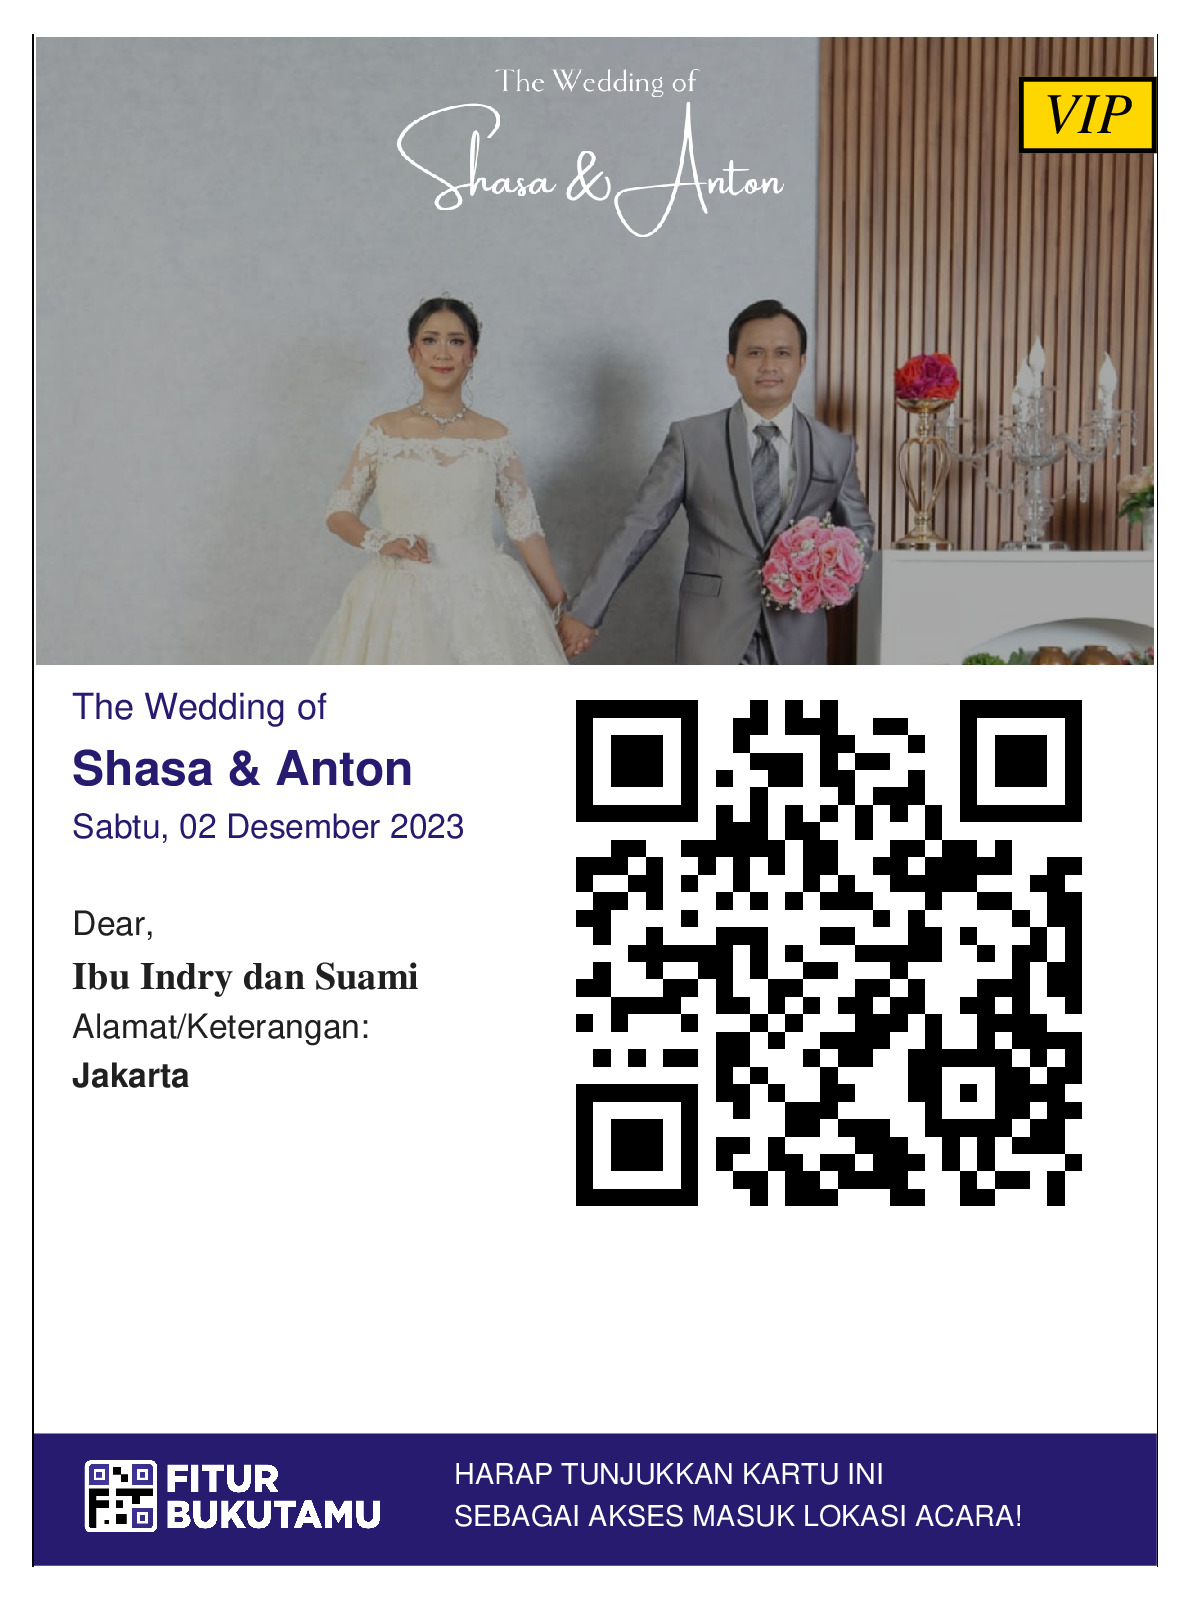 The Wedding of
Shasa & Anton
VIP
The Wedding of
Shasa & Anton
Sabtu, 02 Desember 2023
Dear,
Ibu Indry dan Suami
Alamat/Keterangan:
Jakarta
FITUR
BUKUTAMU
HARAP TUNJUKKAN KARTU INI
SEBAGAI AKSES MASUK LOKASI ACARA!